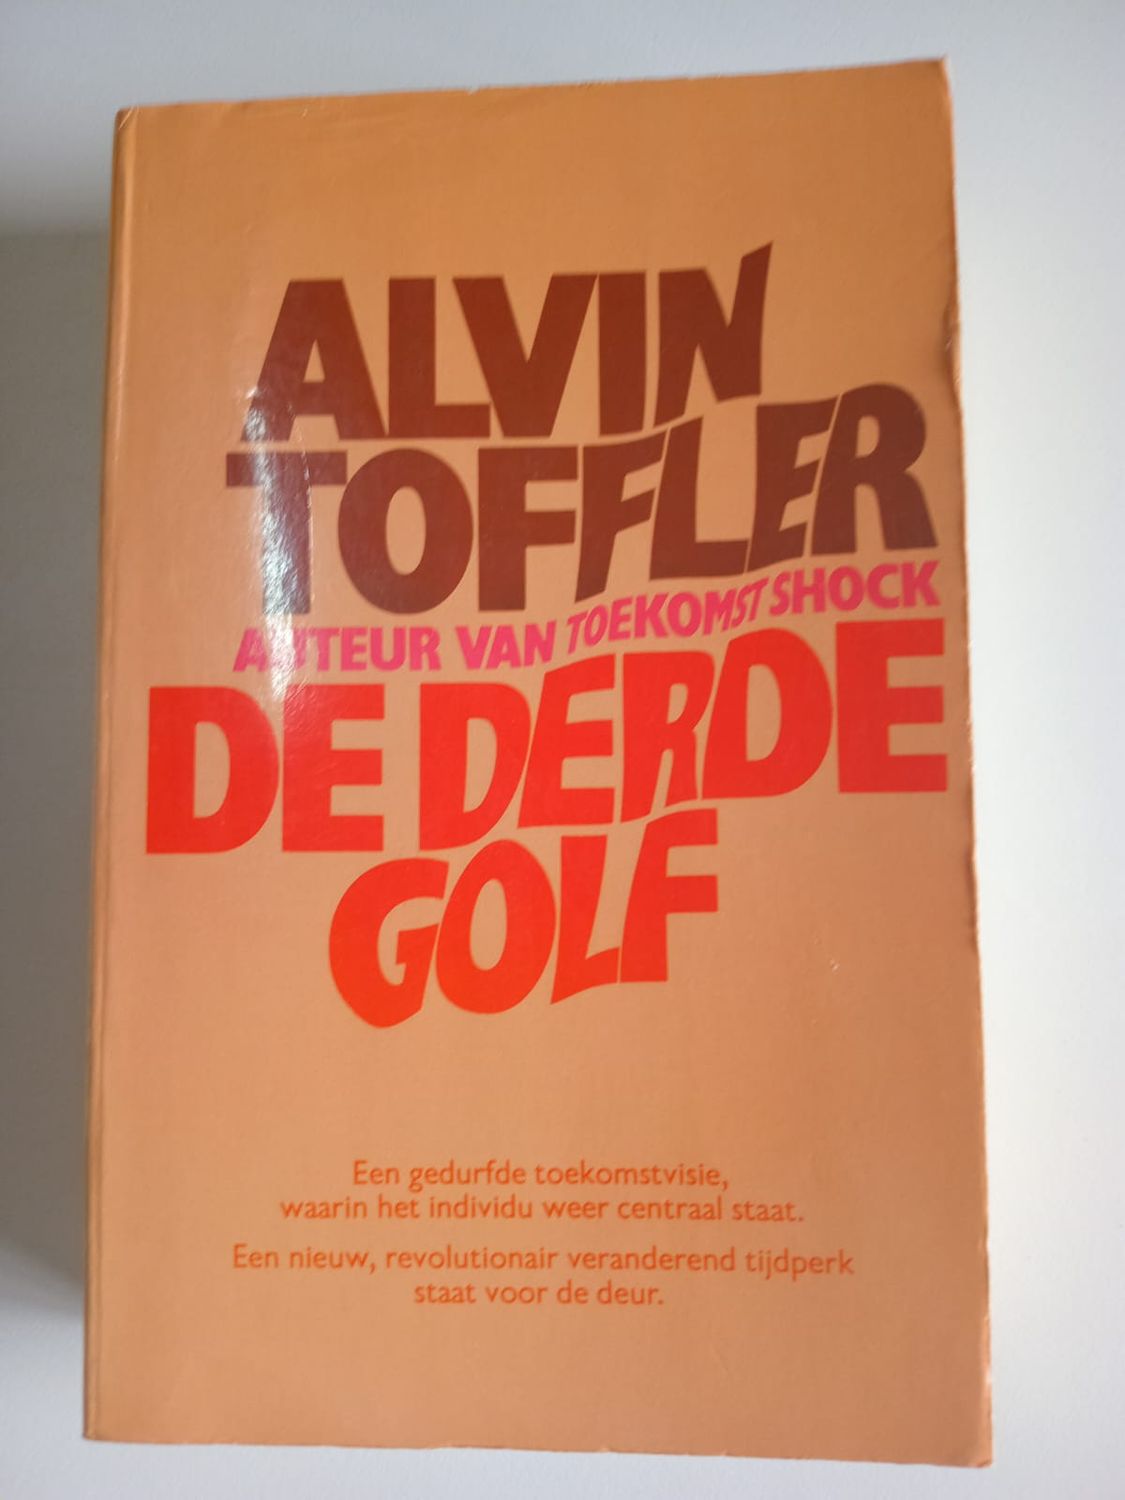 ALVIN
TOFFLER
AUTEUR VAN TOEKOMST SHOCK
DE DERDE
GOLF
Een gedurfde toekomstvisie,
waarin het individu weer centraal staat.
Een nieuw, revolutionair veranderend tijdperk
staat voor de deur.